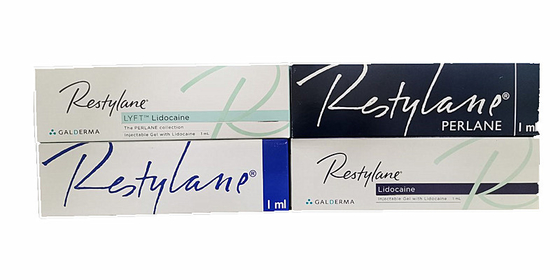 Restylane®
LYFT™ Lidocaine
The PERLANE collection
Injectable Gel with Lidocaine 1 mL
GALDERMA
Restylane®
PERLANE
1 ml
Restylane®
1 ml
Restylane®
Lidocaine
Injectable Gel with Lidocaine 1 mL
GALDERMA